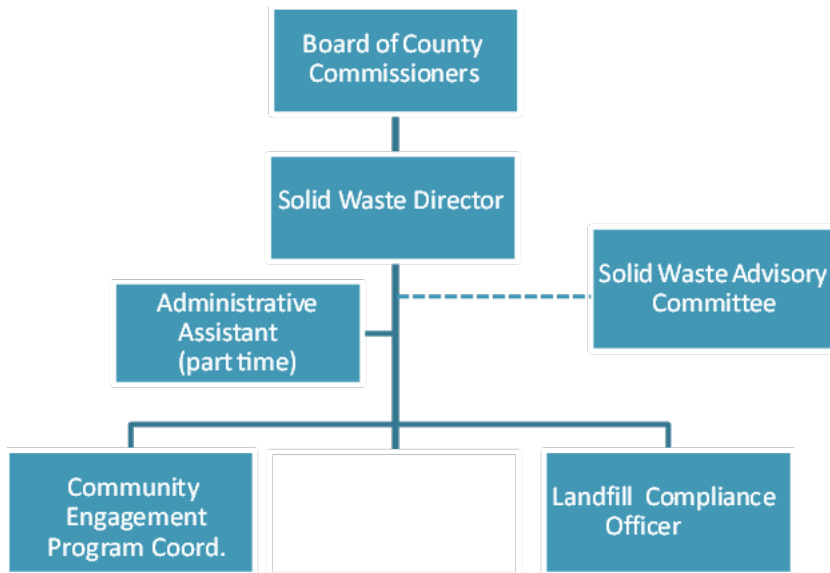 Board of County
Commissioners
Solid Waste Director
Solid Waste Advisory
Committee
Administrative
Assistant
(part time)
Community
Engagement
Program Coord.
Landfill Compliance
Officer